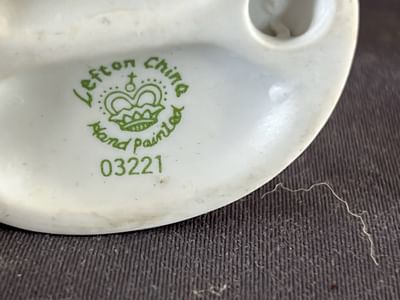 Lefton China
Hand painted
03221